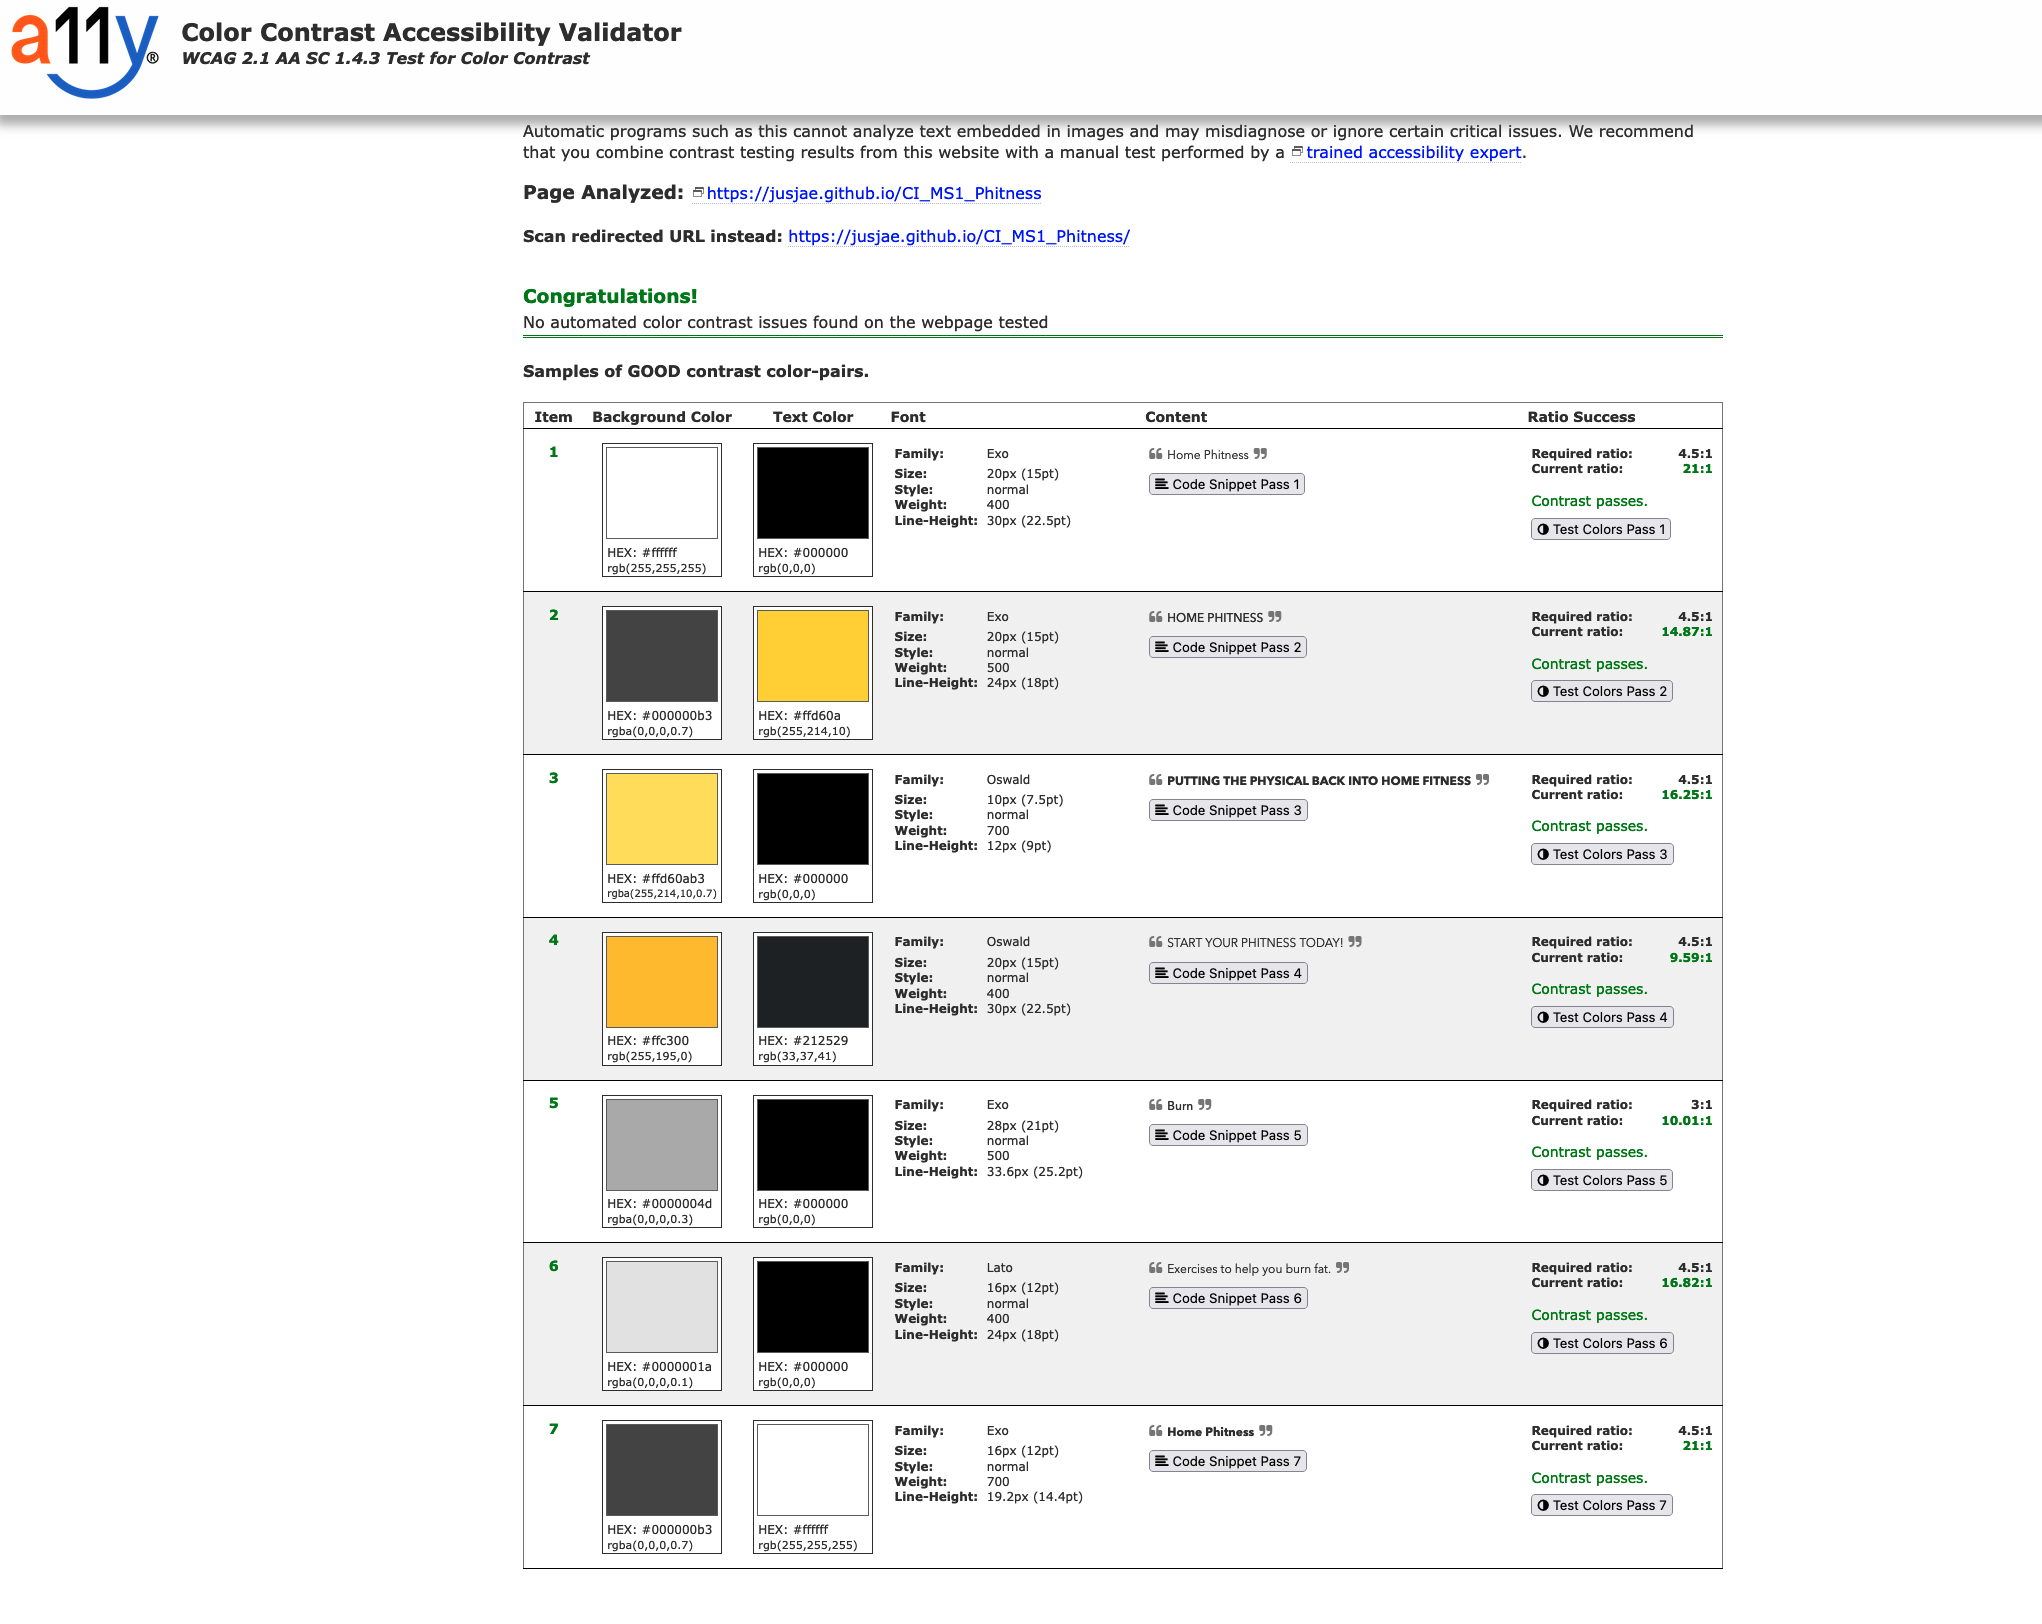 a11y®
Color Contrast Accessibility Validator
WCAG 2.1 AA SC 1.4.3 Test for Color Contrast
Automatic programs such as this cannot analyze text embedded in images and may misdiagnose or ignore certain critical issues. We recommend
that you combine contrast testing results from this website with a manual test performed by a trained accessibility expert.
Page Analyzed: https://jusjae.github.io/CI_MS1_Phitness
Scan redirected URL instead: https://jusjae.github.io/CI_MS1_Phitness/
Congratulations!
No automated color contrast issues found on the webpage tested
Samples of GOOD contrast color-pairs.
Item Background Color Text Color Font Content Ratio Success
1 Family: Exo ❝ Home Phitness ❞ Required ratio: 4.5:1
Size: 20px (15pt) Current ratio: 21:1
Style: normal Code Snippet Pass 1
Weight: 400 Contrast passes.
Line-Height: 30px (22.5pt) Test Colors Pass 1
HEX: #ffffff HEX: #000000
rgb(255,255,255) rgb(0,0,0)
2 Family: Exo ❝ HOME PHITNESS ❞ Required ratio: 4.5:1
Size: 20px (15pt) Current ratio: 14.87:1
Style: normal Code Snippet Pass 2
Weight: 500 Contrast passes.
Line-Height: 24px (18pt) Test Colors Pass 2
HEX: #000000b3 HEX: #ffd60a
rgba(0,0,0,0.7) rgb(255,214,10)
3 Family: Oswald ❝ PUTTING THE PHYSICAL BACK INTO HOME FITNESS ❞ Required ratio: 4.5:1
Size: 10px (7.5pt) Current ratio: 16.25:1
Style: normal Code Snippet Pass 3
Weight: 700 Contrast passes.
Line-Height: 12px (9pt) Test Colors Pass 3
HEX: #ffd60ab3 HEX: #000000
rgba(255,214,10,0.7) rgb(0,0,0)
4 Family: Oswald ❝ START YOUR PHITNESS TODAY! ❞ Required ratio: 4.5:1
Size: 20px (15pt) Current ratio: 9.59:1
Style: normal Code Snippet Pass 4
Weight: 400 Contrast passes.
Line-Height: 30px (22.5pt) Test Colors Pass 4
HEX: #ffc300 HEX: #212529
rgb(255,195,0) rgb(33,37,41)
5 Family: Exo ❝ Burn ❞ Required ratio: 3:1
Size: 28px (21pt) Current ratio: 10.01:1
Style: normal Code Snippet Pass 5
Weight: 500 Contrast passes.
Line-Height: 33.6px (25.2pt) Test Colors Pass 5
HEX: #0000004d HEX: #000000
rgba(0,0,0,0.3) rgb(0,0,0)
6 Family: Lato ❝ Exercises to help you burn fat. ❞ Required ratio: 4.5:1
Size: 16px (12pt) Current ratio: 16.82:1
Style: normal Code Snippet Pass 6
Weight: 400 Contrast passes.
Line-Height: 24px (18pt) Test Colors Pass 6
HEX: #0000001a HEX: #000000
rgba(0,0,0,0.1) rgb(0,0,0)
7 Family: Exo ❝ Home Phitness ❞ Required ratio: 4.5:1
Size: 16px (12pt) Current ratio: 21:1
Style: normal Code Snippet Pass 7
Weight: 700 Contrast passes.
Line-Height: 19.2px (14.4pt) Test Colors Pass 7
HEX: #000000b3 HEX: #ffffff
rgba(0,0,0,0.7) rgb(255,255,255)